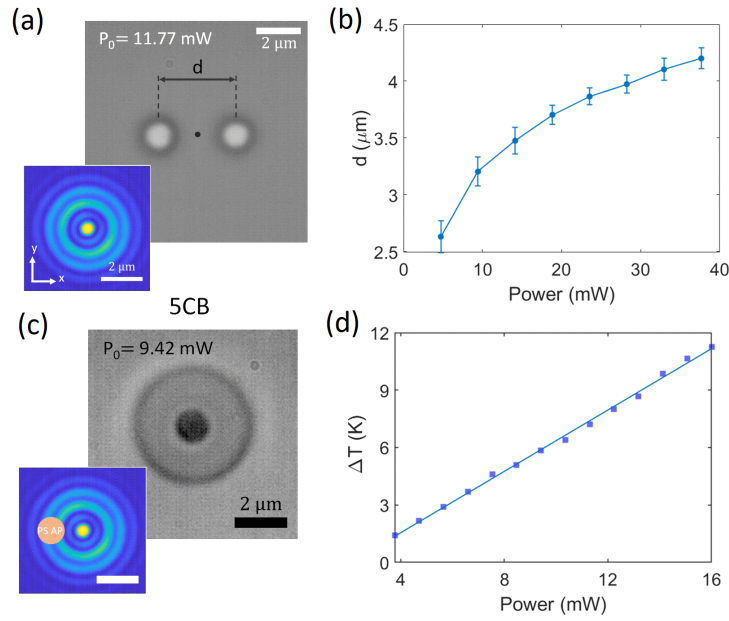 (a)
P₀= 11.77 mW
2 μm
d
y
x
2 μm
(b)
4.5
4
3.5
3
2.5
d (μm)
0 10 20 30 40
Power (mW)
5CB
(c)
P₀= 9.42 mW
2 μm
PS AP
(d)
12
9
6
3
0
ΔT (K)
4 8 12 16
Power (mW)